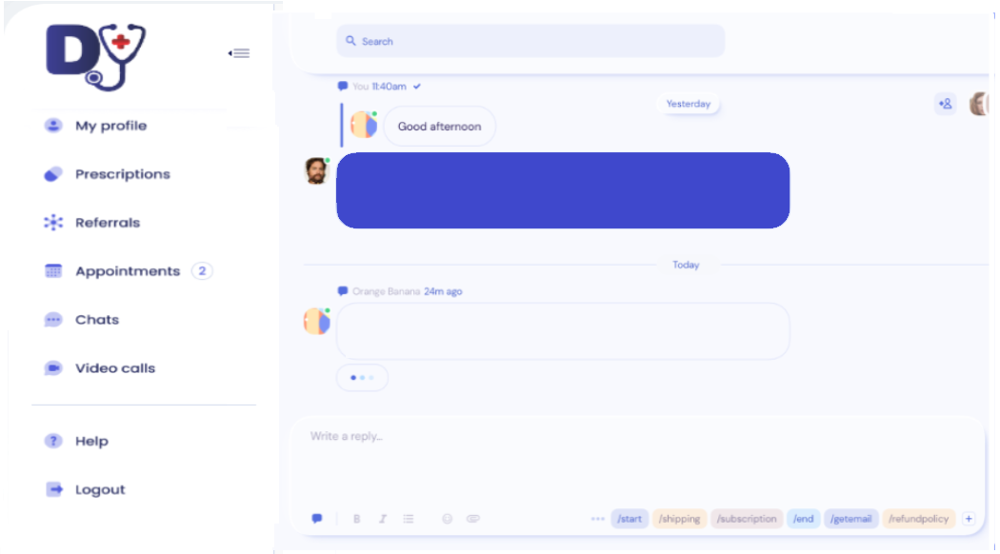 DY
My profile
Prescriptions
Referrals
Appointments 2
Chats
Video calls
Help
Logout
Search
You 11:40am
Yesterday
Good afternoon
Today
Orange Banana 24m ago
Write a reply...
B I
/start /shipping /subscription /end /getemail /refundpolicy +